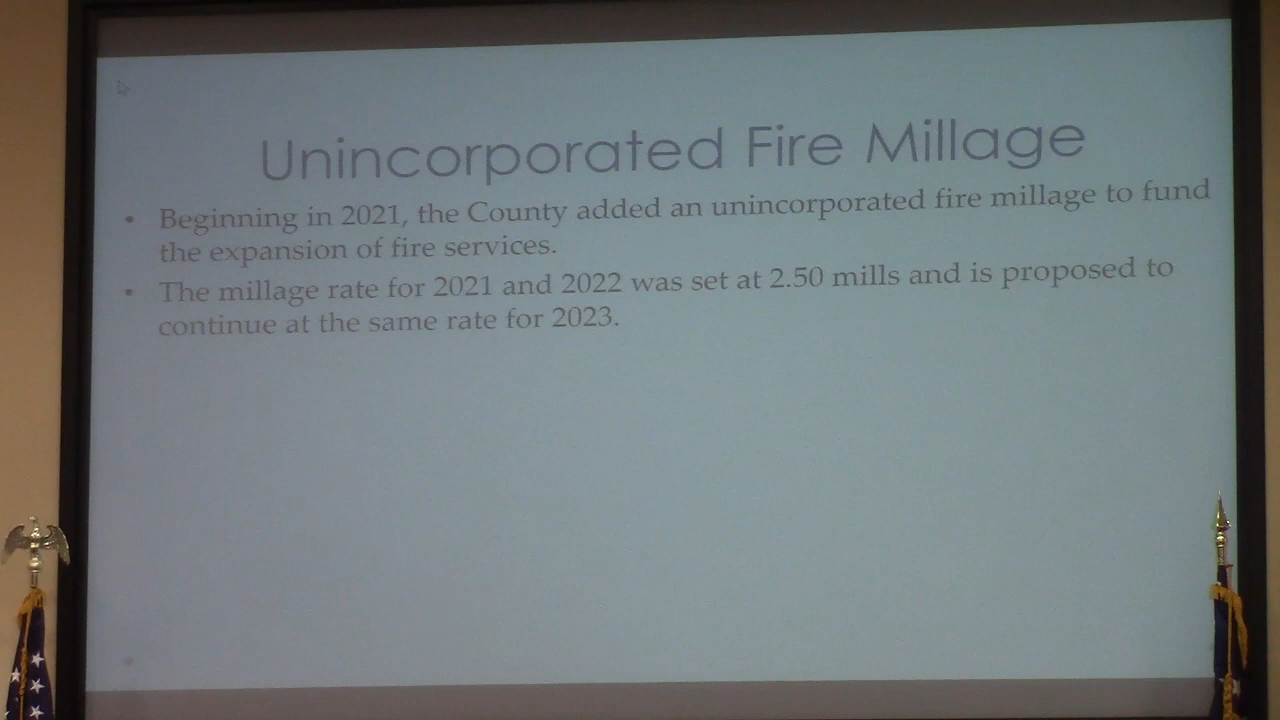 Unincorporated Fire Millage
• Beginning in 2021, the County added an unincorporated fire millage to fund
the expansion of fire services.
• The millage rate for 2021 and 2022 was set at 2.50 mills and is proposed to
continue at the same rate for 2023.